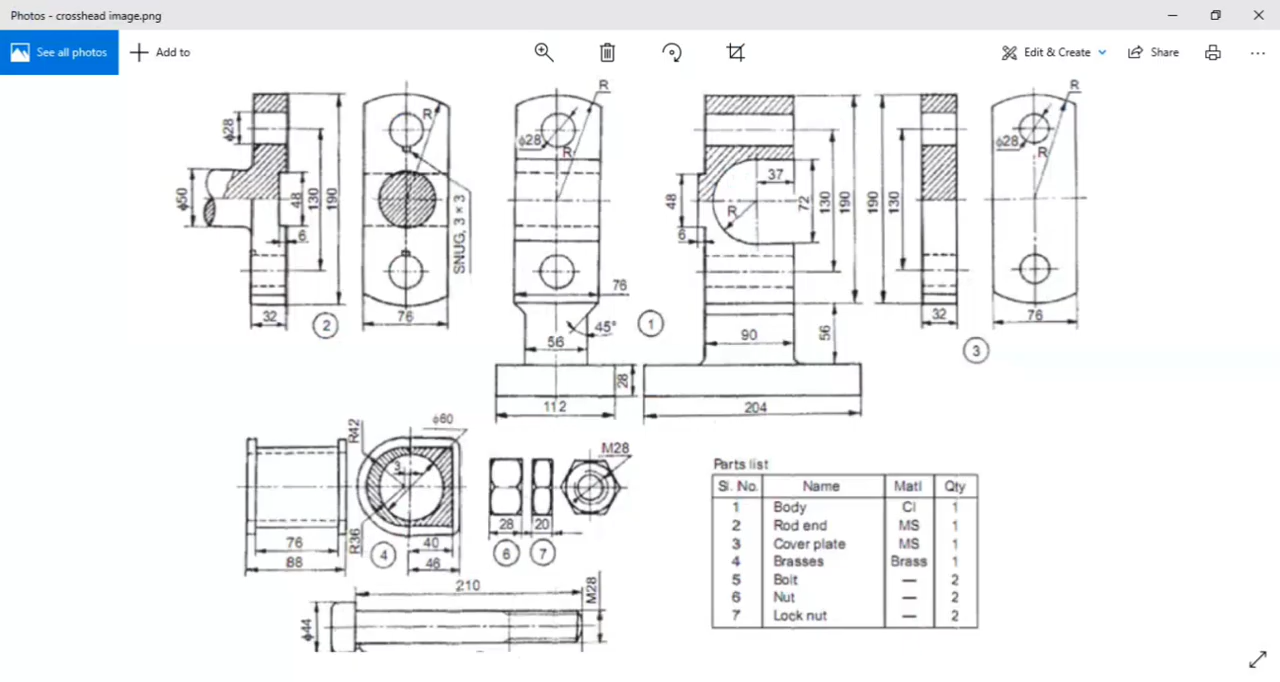 Photos - crosshead image.png
See all photos
Add to
Edit & Create
Share
R
R
R
R
R
R
R
R
ϕ28
ϕ28
ϕ28
ϕ50
48
130
190
6
SNUG, 3 × 3
32
2
76
76
45°
1
56
28
112
37
48
R
72
130
190
6
90
56
204
190
130
32
76
3
R42
ϕ60
3
R36
4
76
88
40
46
M28
28
20
6
7
210
M28
ϕ44
Parts list
Sl. No. Name Matl Qty
1 Body CI 1
2 Rod end MS 1
3 Cover plate MS 1
4 Brasses Brass 1
5 Bolt — 2
6 Nut — 2
7 Lock nut — 2